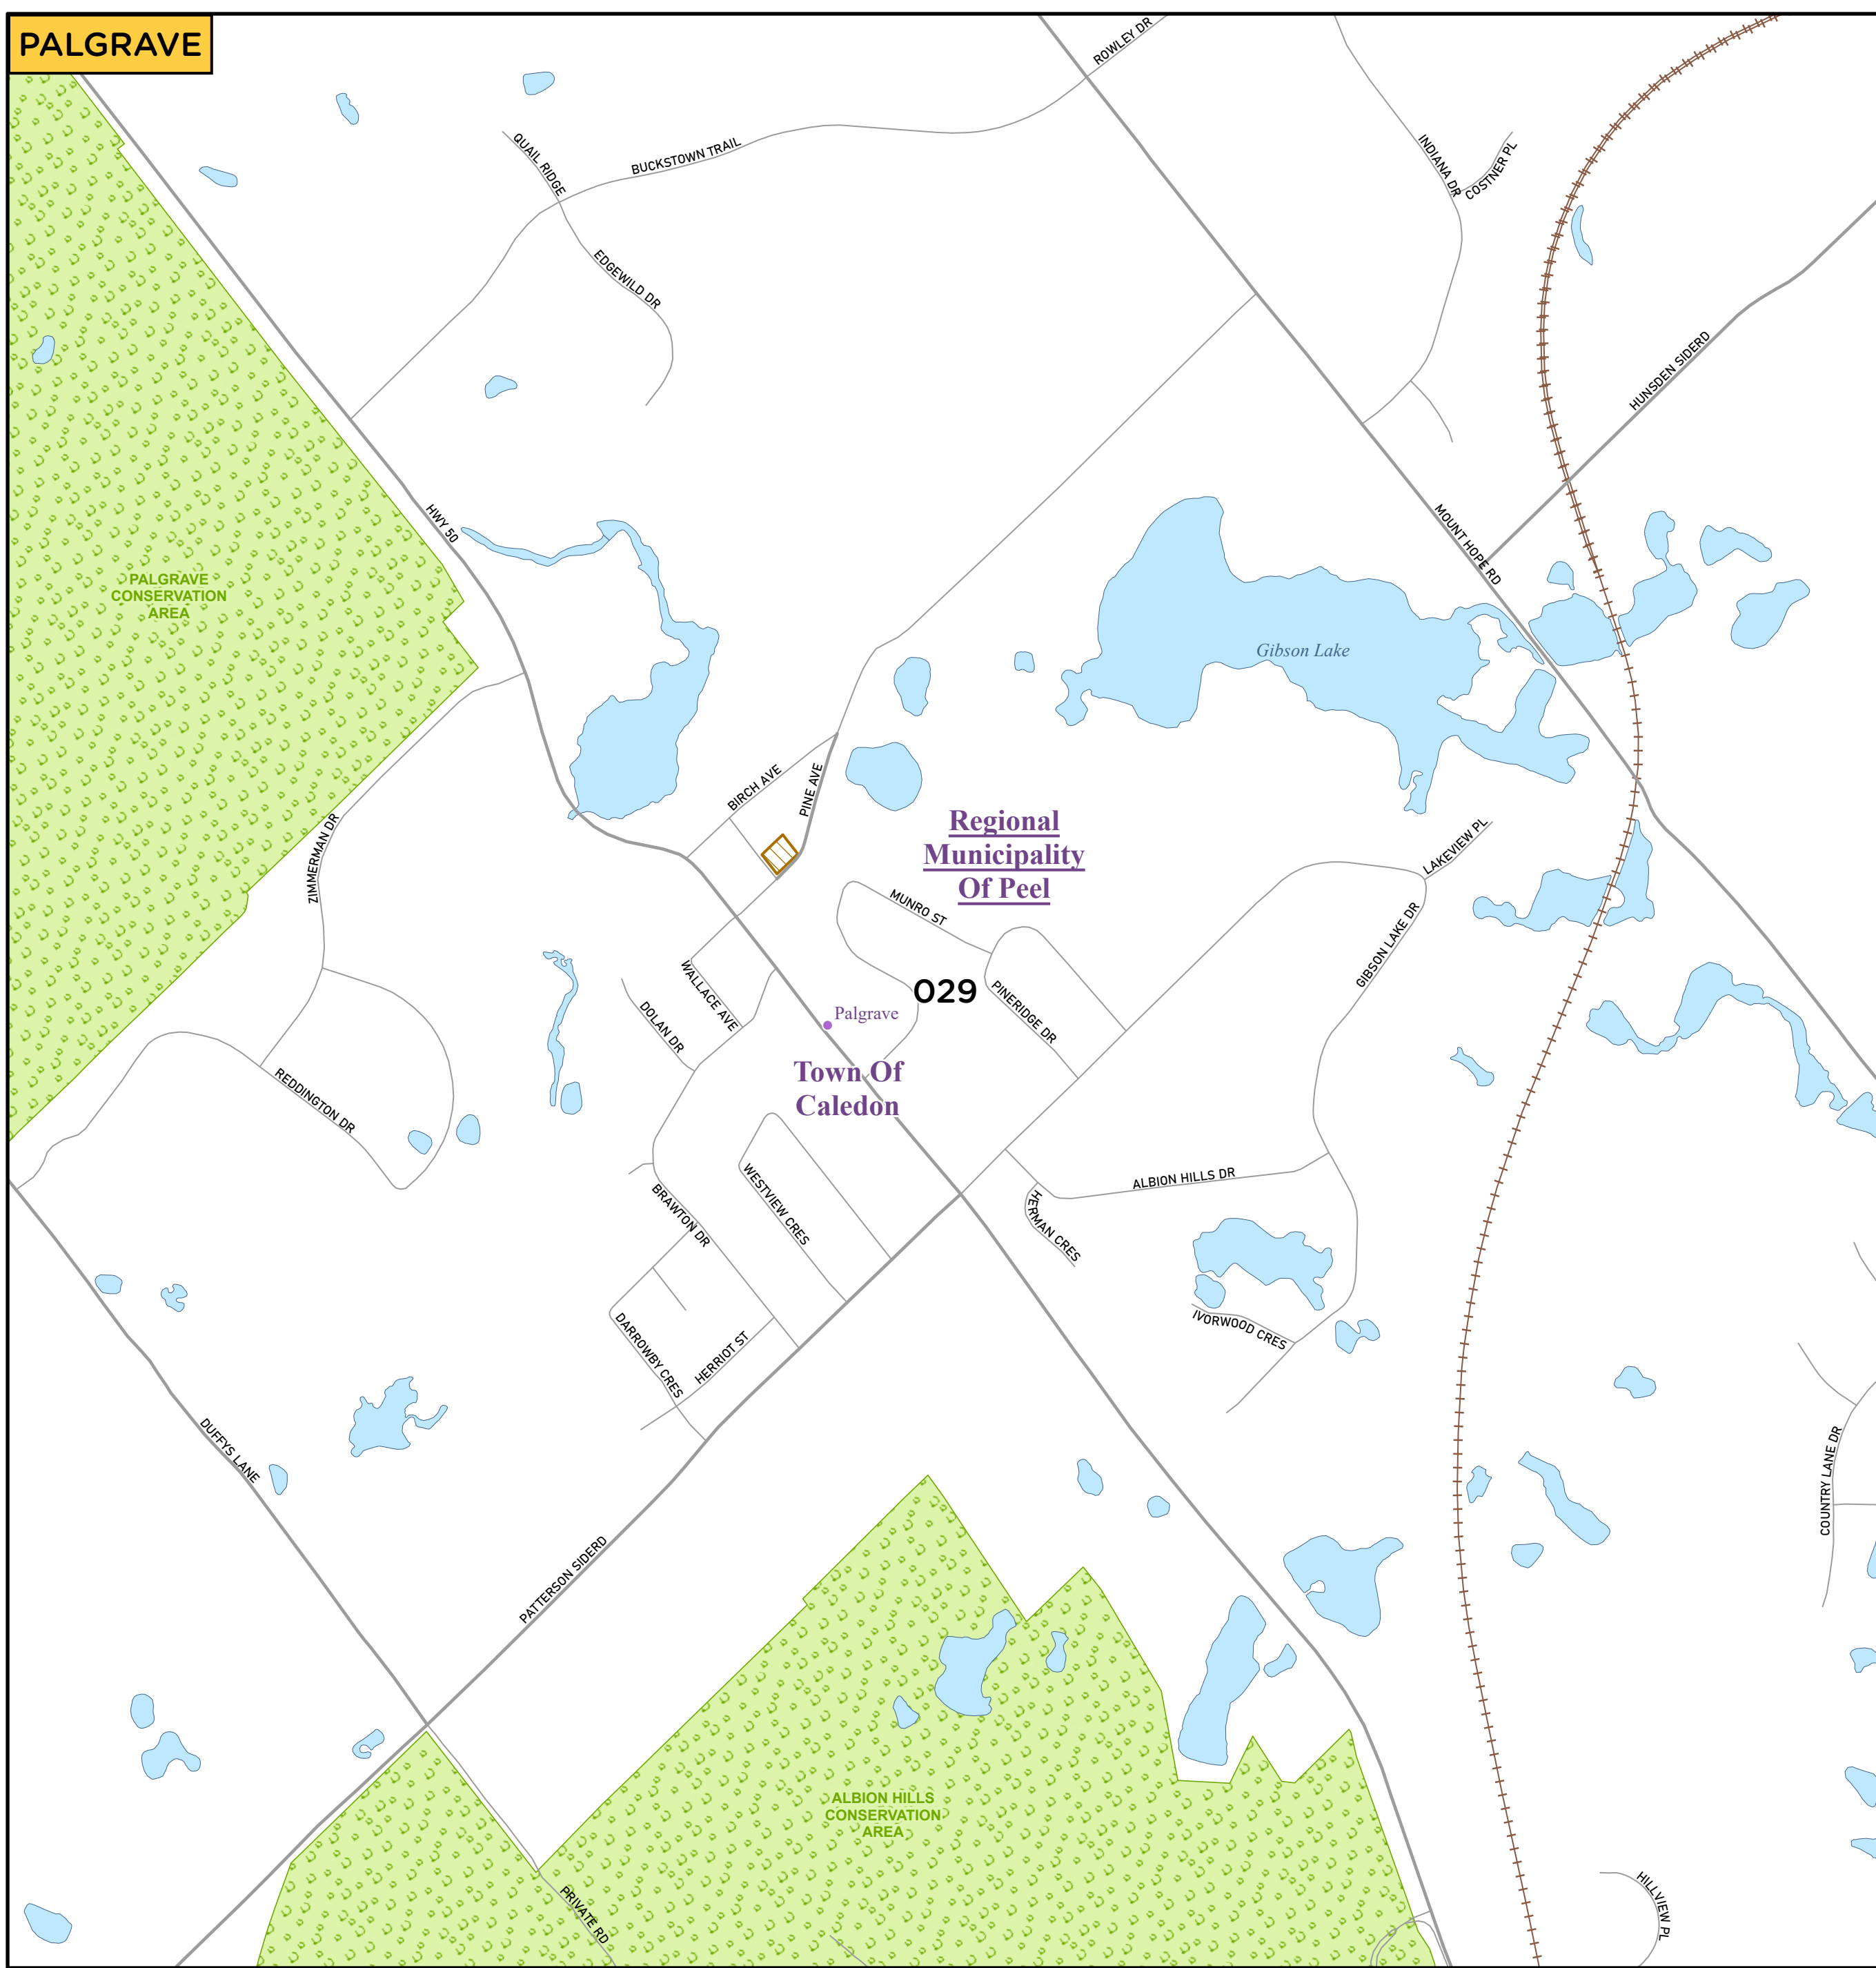 PALGRAVE
ROWLEY DR
BUCKSTOWN TRAIL
QUAIL RIDGE
INDIANA DR
COSTNER PL
EDGEWILD DR
HUNSDEN SIDERD
HWY 50
MOUNT HOPE RD
PALGRAVE
CONSERVATION
AREA
Gibson Lake
BIRCH AVE
PINE AVE
Regional
Municipality
Of Peel
LAKEVIEW PL
ZIMMERMAN DR
MUNRO ST
GIBSON LAKE DR
WALLACE AVE
029
PINERIDGE DR
DOLAN DR
Palgrave
Town Of
Caledon
REDDINGTON DR
ALBION HILLS DR
WESTVIEW CRES
HERMAN CRES
BRAWTON DR
IVORWOOD CRES
DARROWBY CRES
HERRIOT ST
DUFFYS LANE
COUNTRY LANE DR
PATTERSON SIDERD
ALBION HILLS
CONSERVATION
AREA
PRIVATE RD
HILLVIEW PL